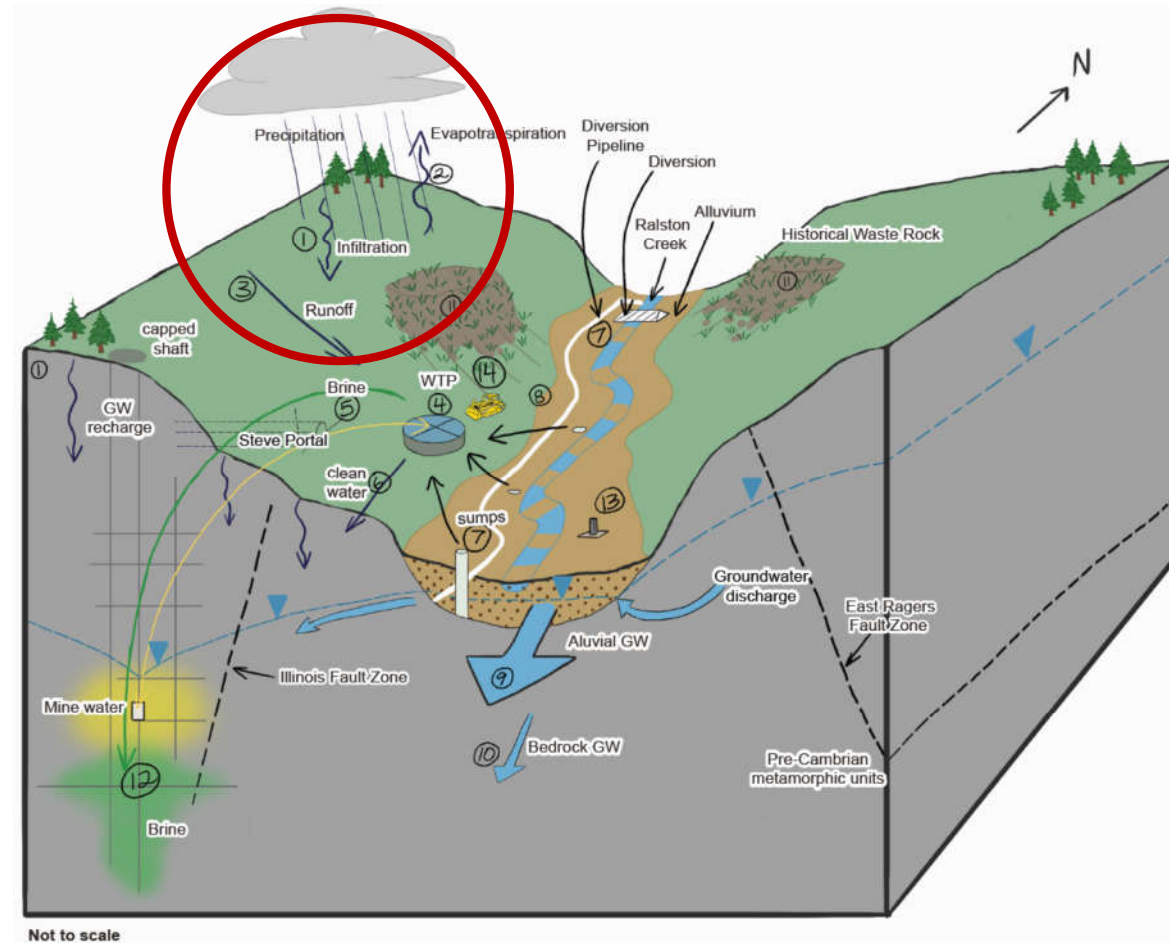 N
Precipitation
Evapotranspiration
②
Diversion
Pipeline
Diversion
Ralston
Creek
Alluvium
①
Infiltration
Historical Waste Rock
⑪
③
Runoff
⑪
⑦
capped
shaft
①
GW
recharge
Brine
⑤
WTP
④
⑭
⑧
Steve Portal
clean
water
⑥
sumps
⑦
⑬
Groundwater
discharge
East Ragers
Fault Zone
Aluvial GW
⑨
Illinois Fault Zone
Mine water
⑩
Bedrock GW
Pre-Cambrian
metamorphic units
⑫
Brine
Not to scale